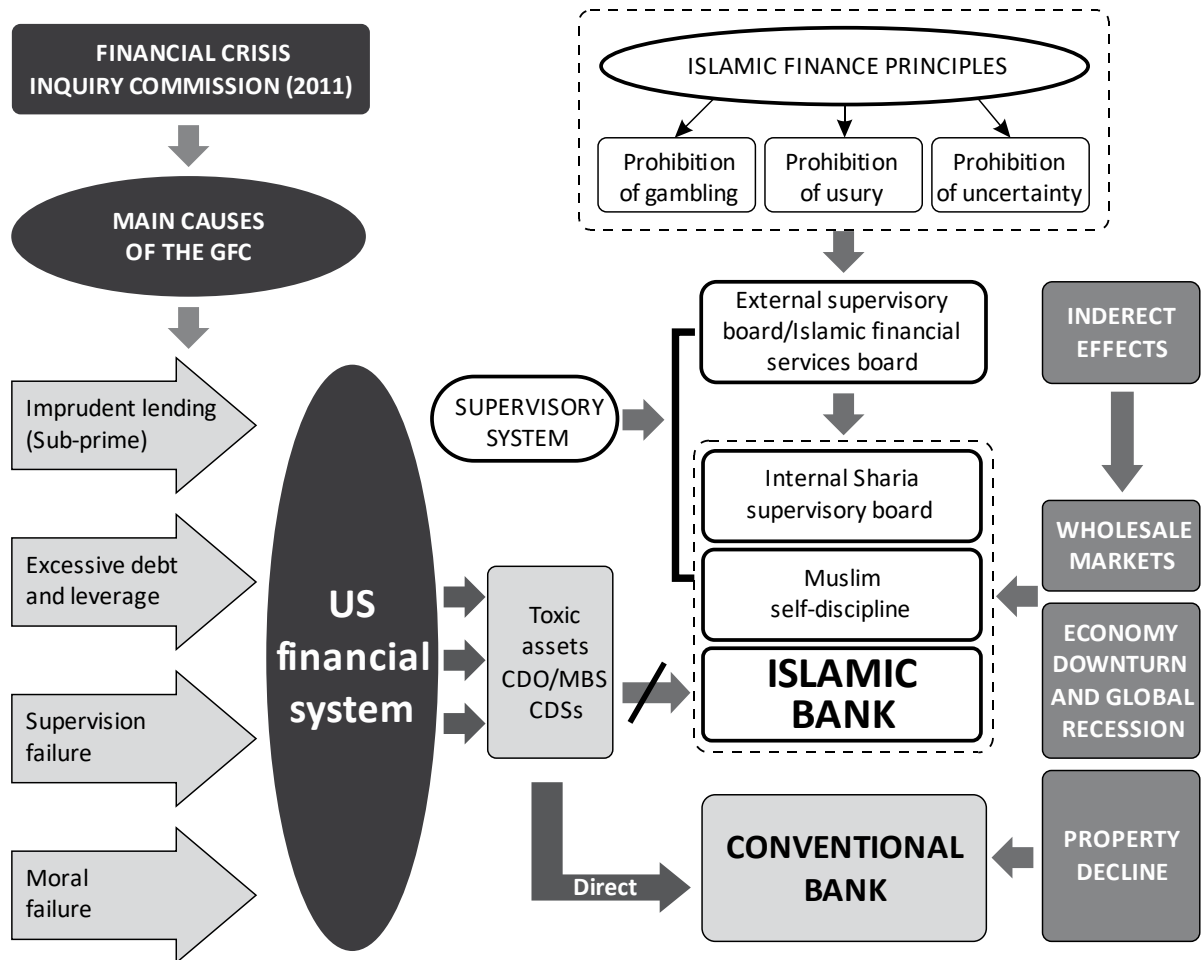 FINANCIAL CRISIS
INQUIRY COMMISSION (2011)
MAIN CAUSES
OF THE GFC
Imprudent lending
(Sub-prime)
Excessive debt
and leverage
Supervision
failure
Moral
failure
US
financial
system
Toxic
assets
CDO/MBS
CDSs
Direct
ISLAMIC FINANCE PRINCIPLES
Prohibition
of gambling
Prohibition
of usury
Prohibition
of uncertainty
External supervisory
board/Islamic financial
services board
SUPERVISORY
SYSTEM
Internal Sharia
supervisory board
Muslim
self-discipline
ISLAMIC
BANK
CONVENTIONAL
BANK
INDERECT
EFFECTS
WHOLESALE
MARKETS
ECONOMY
DOWNTURN
AND GLOBAL
RECESSION
PROPERTY
DECLINE